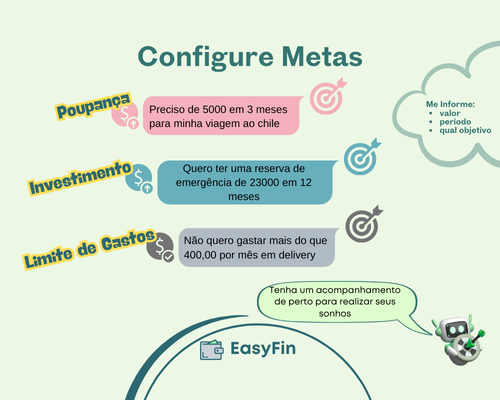 Configure Metas
Poupança
Preciso de 5000 em 3 meses
para minha viagem ao chile
Me Informe:
• valor
• período
• qual objetivo
Investimento
Quero ter uma reserva de
emergência de 23000 em 12
meses
Limite de Gastos
Não quero gastar mais do que
400,00 por mês em delivery
Tenha um acompanhamento
de perto para realizar seus
sonhos
EasyFin